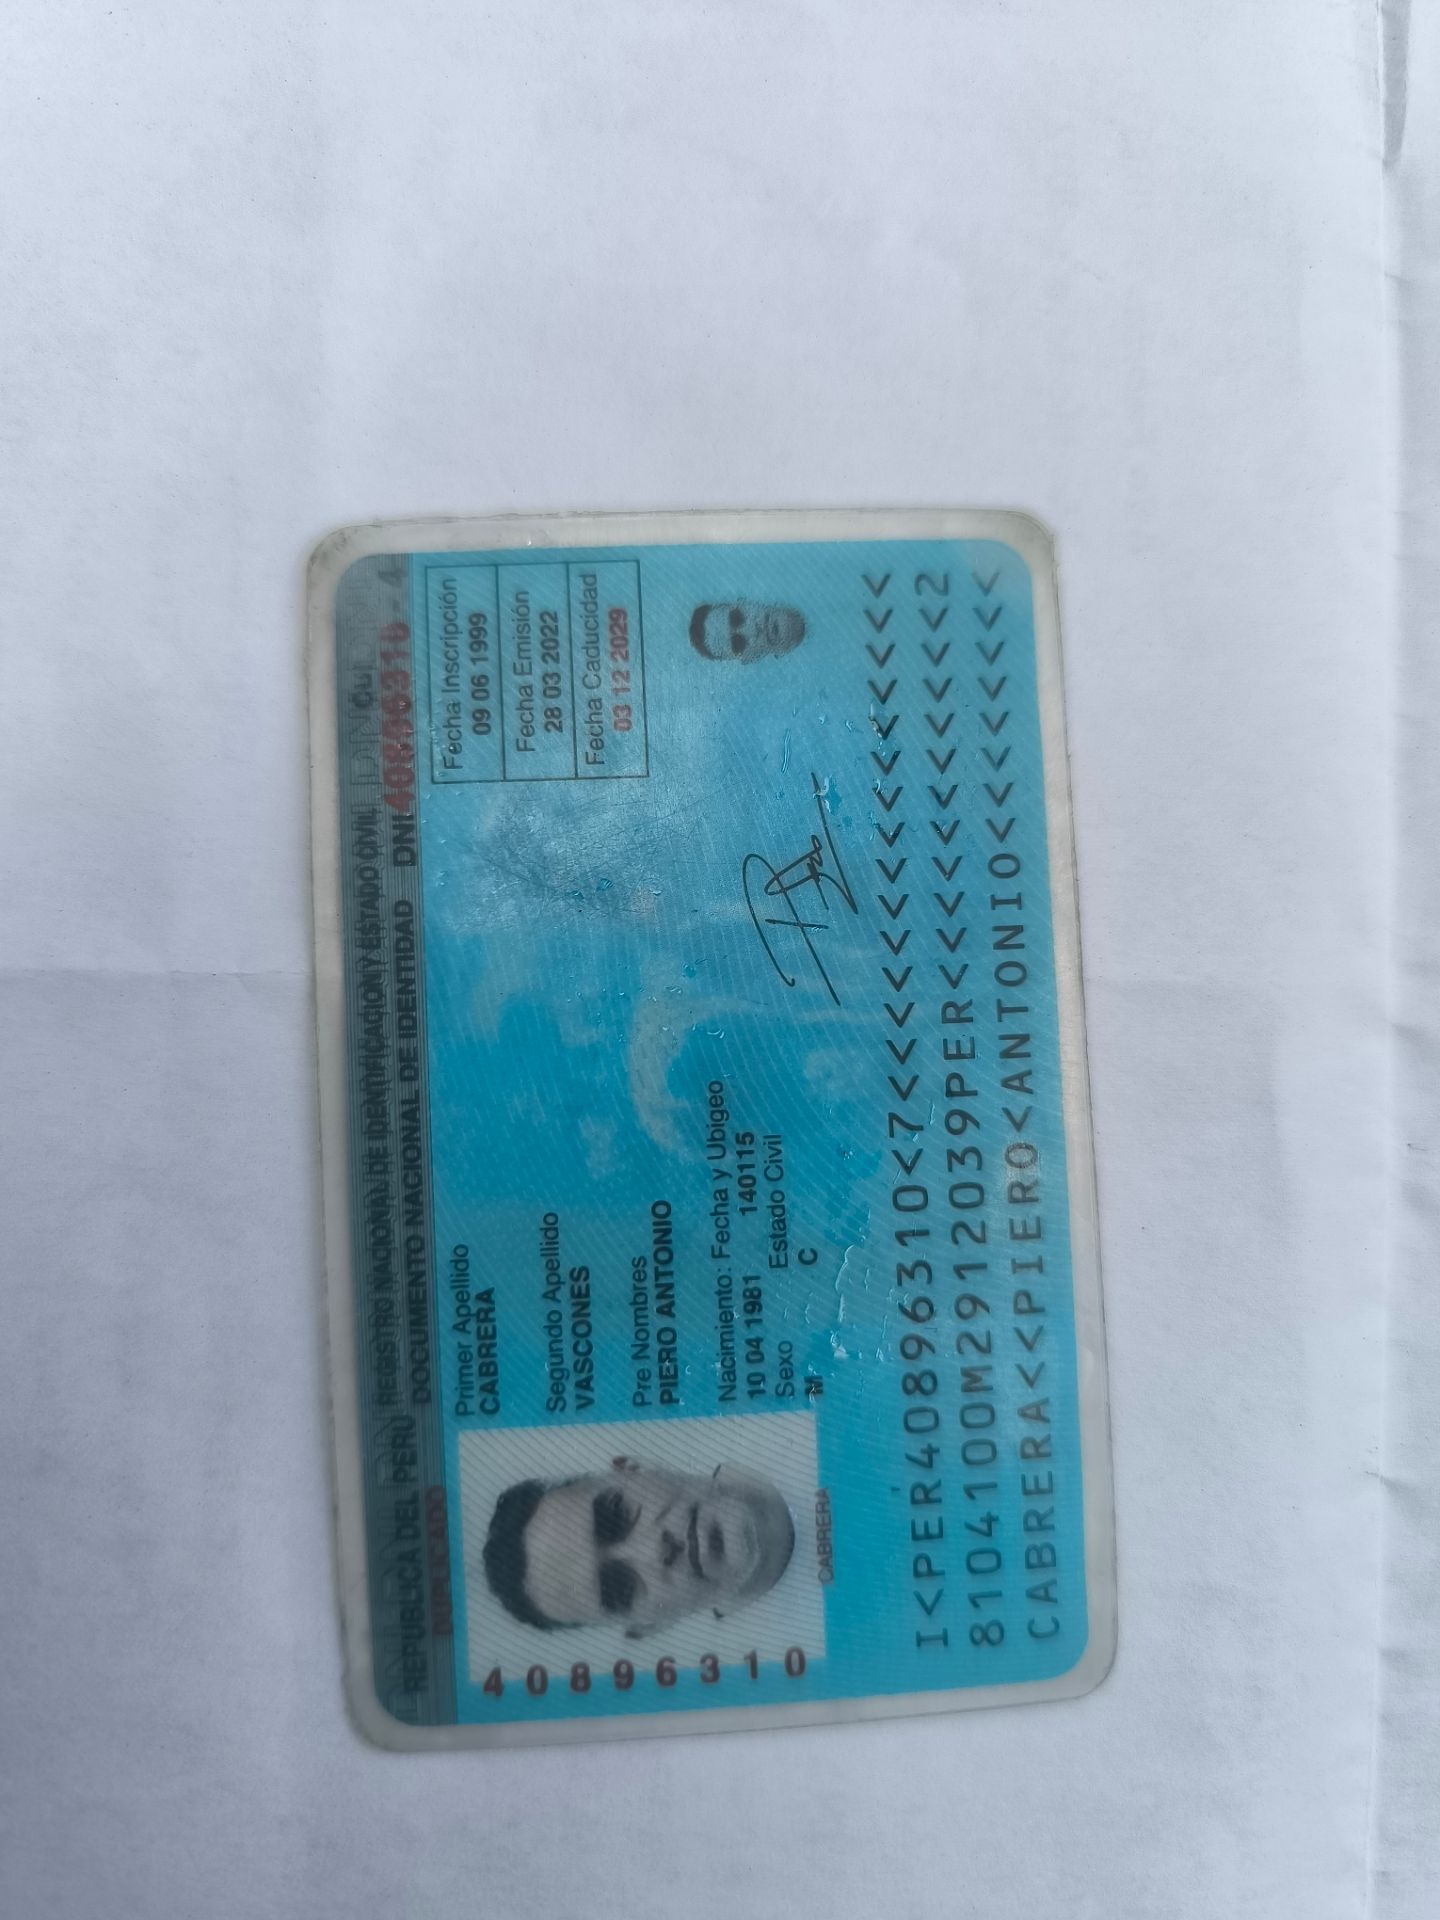 REPUBLICA DEL PERU REGISTRO NACIONAL DE IDENTIFICACION Y ESTADO CIVIL
DUPLICADO DOCUMENTO NACIONAL DE IDENTIDAD DNI 40896310 - 4
Primer Apellido
CABRERA
Segundo Apellido
VASCONES
Pre Nombres
PIERO ANTONIO
Nacimiento: Fecha y Ubigeo
10 04 1981 140115
Sexo Estado Civil
M C
Fecha Inscripción
09 06 1999
Fecha Emisión
28 03 2022
Fecha Caducidad
03 12 2029
40896310
CABRERA
I<PER40896310<7<<<<<<<<<<<<<<<
8104100M2912039PER<<<<<<<<<<<2
CABRERA<<PIERO<ANTONIO<<<<<<<<